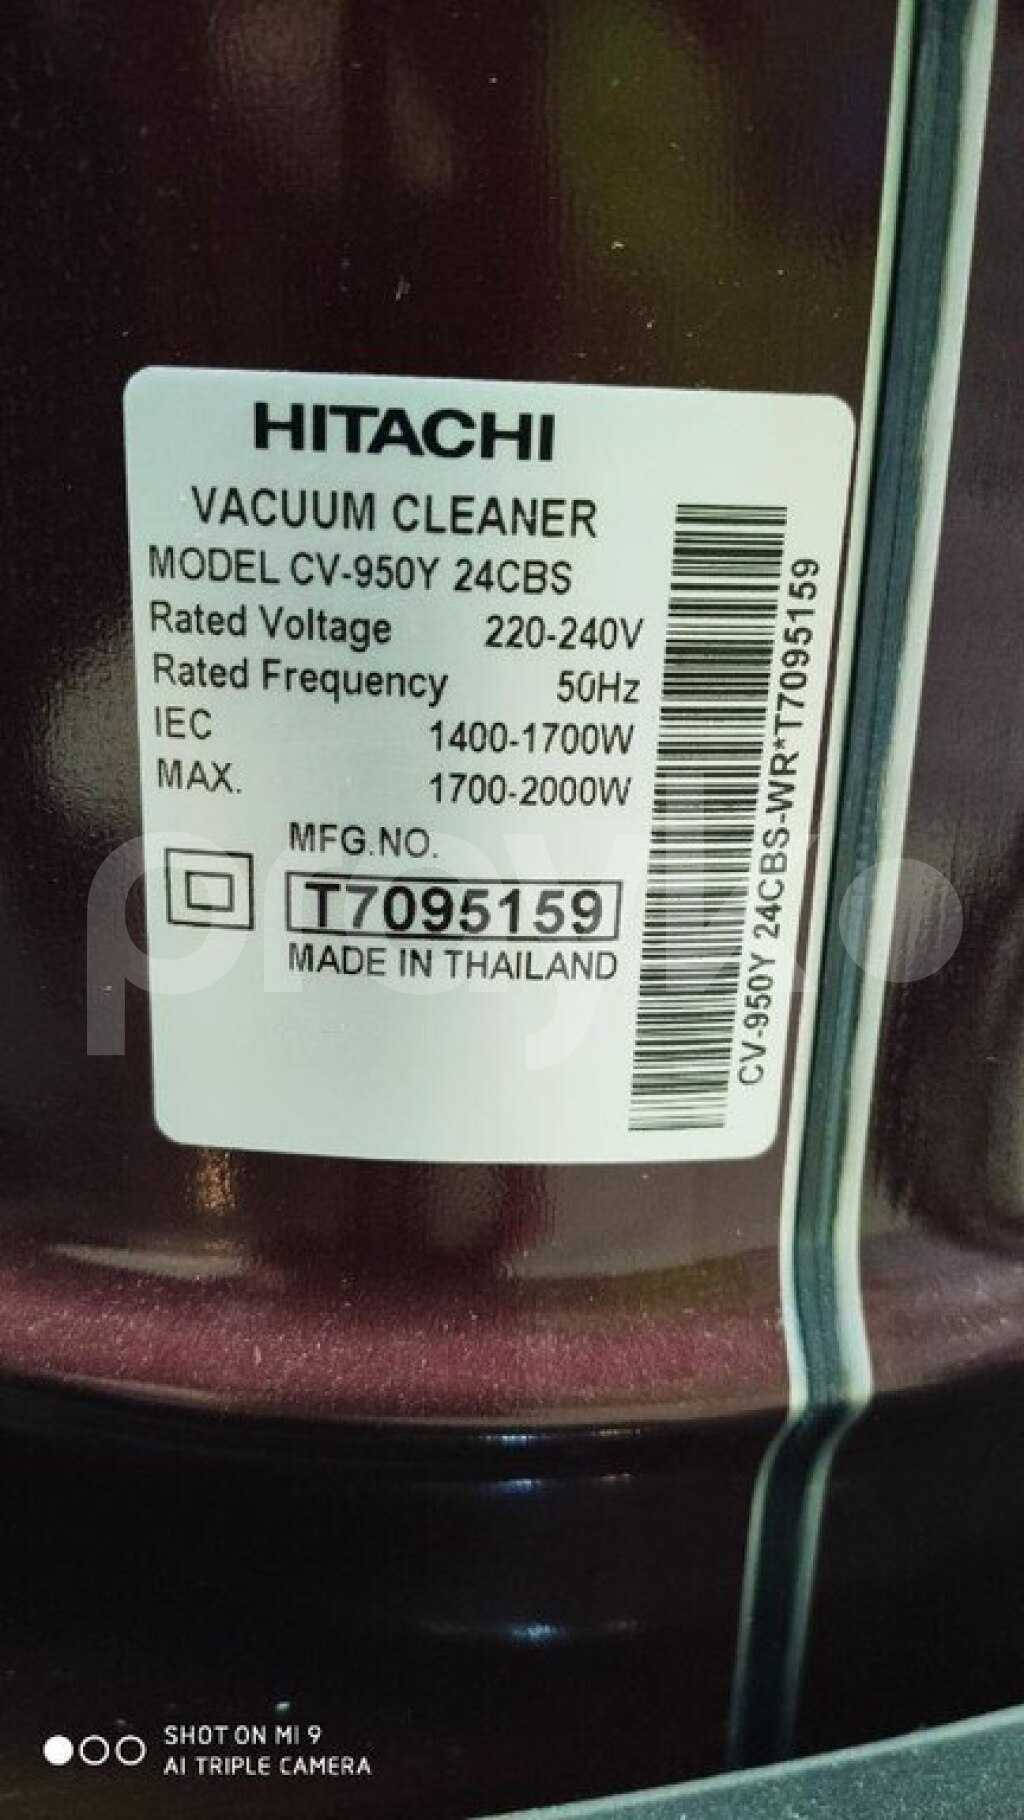 HITACHI
VACUUM CLEANER
MODEL CV-950Y 24CBS
Rated Voltage 220-240V
Rated Frequency 50Hz
IEC 1400-1700W
MAX. 1700-2000W
MFG.NO.
T7095159
MADE IN THAILAND
CV-950Y 24CBS-WR*T7095159
SHOT ON MI 9
AI TRIPLE CAMERA